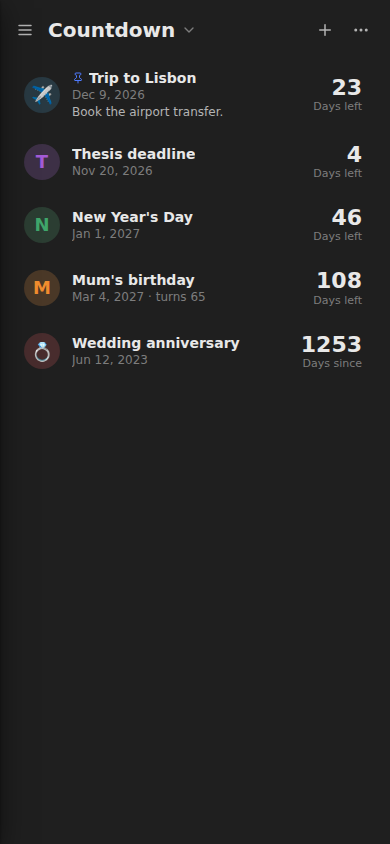 Countdown
Trip to Lisbon
Dec 9, 2026
Book the airport transfer.
23
Days left
T
Thesis deadline
Nov 20, 2026
4
Days left
N
New Year's Day
Jan 1, 2027
46
Days left
M
Mum's birthday
Mar 4, 2027 · turns 65
108
Days left
Wedding anniversary
Jun 12, 2023
1253
Days since